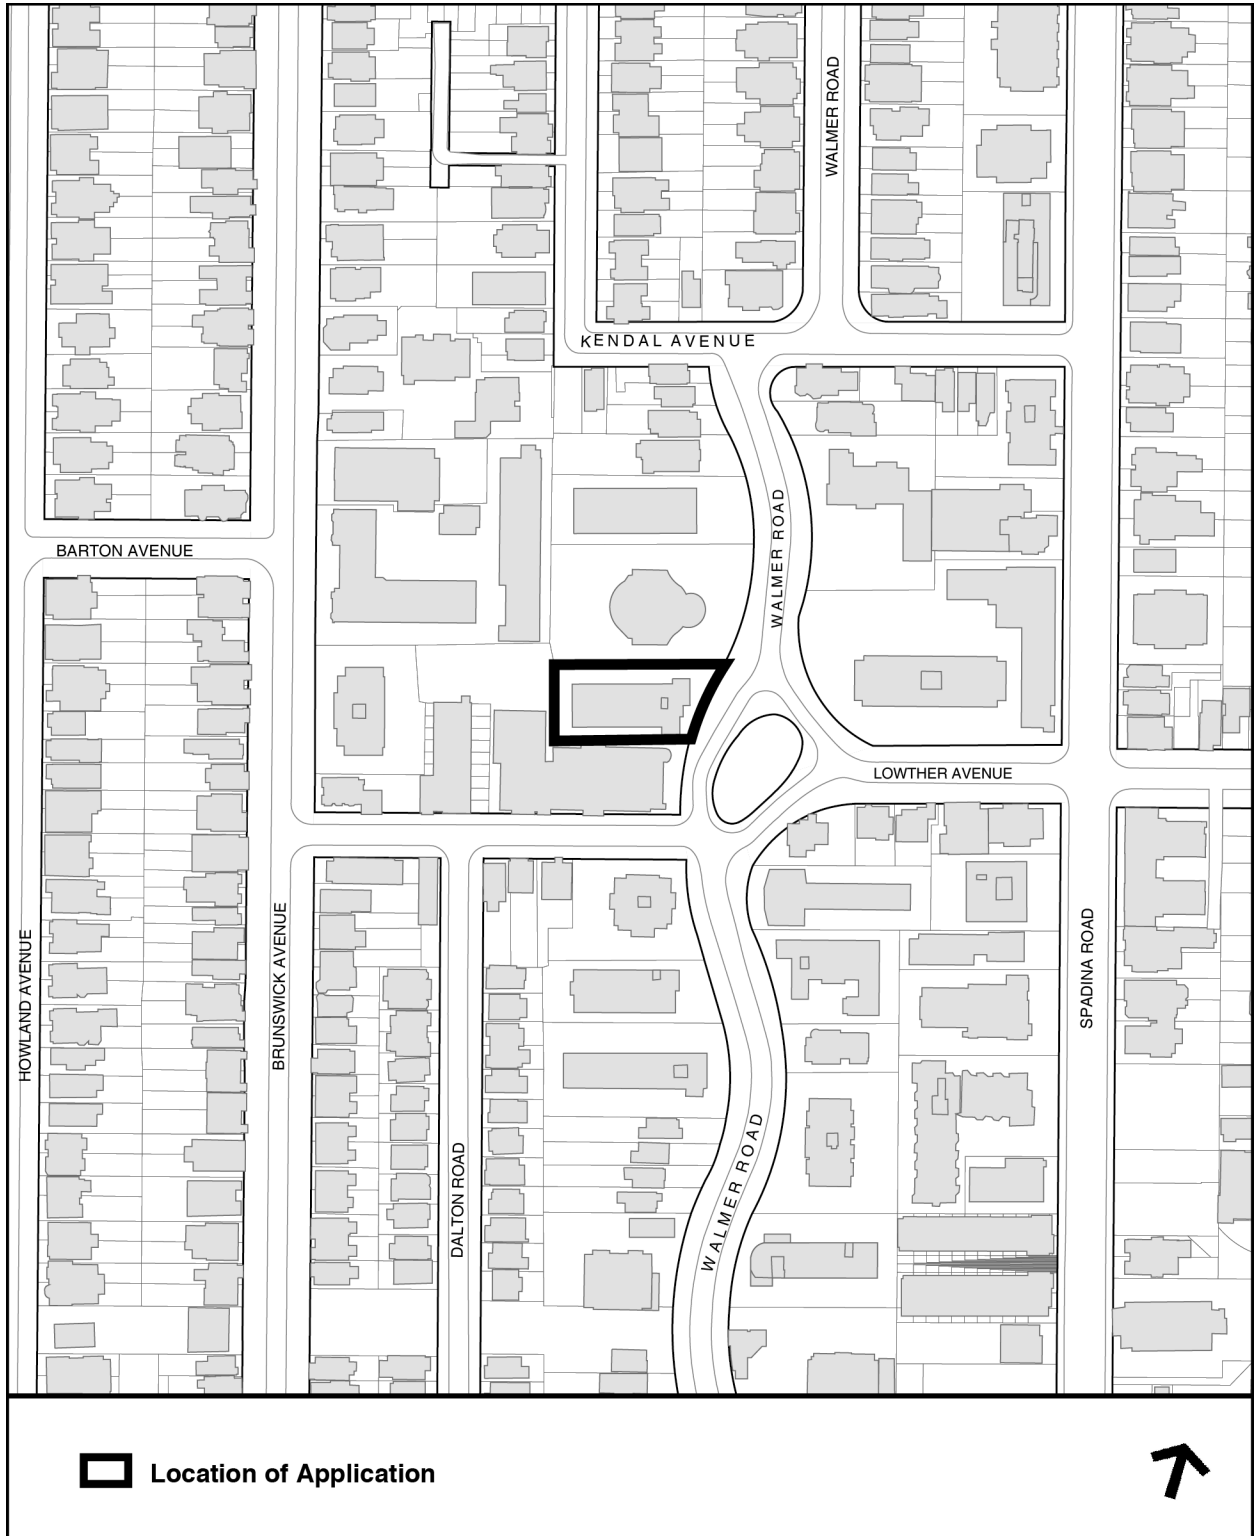 WALMER ROAD
KENDAL AVENUE
WALMER ROAD
BARTON AVENUE
LOWTHER AVENUE
HOWLAND AVENUE
BRUNSWICK AVENUE
SPADINA ROAD
DALTON ROAD
WALMER ROAD
Location of Application